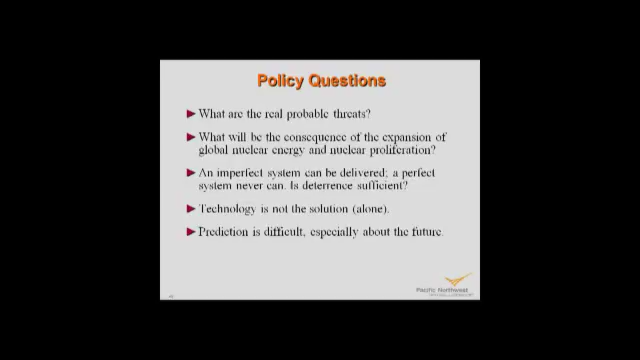 Policy Questions
What are the real probable threats?
What will be the consequence of the expansion of
global nuclear energy and nuclear proliferation?
An imperfect system can be delivered; a perfect
system never can. Is deterrence sufficient?
Technology is not the solution (alone).
Prediction is difficult, especially about the future.
Pacific Northwest